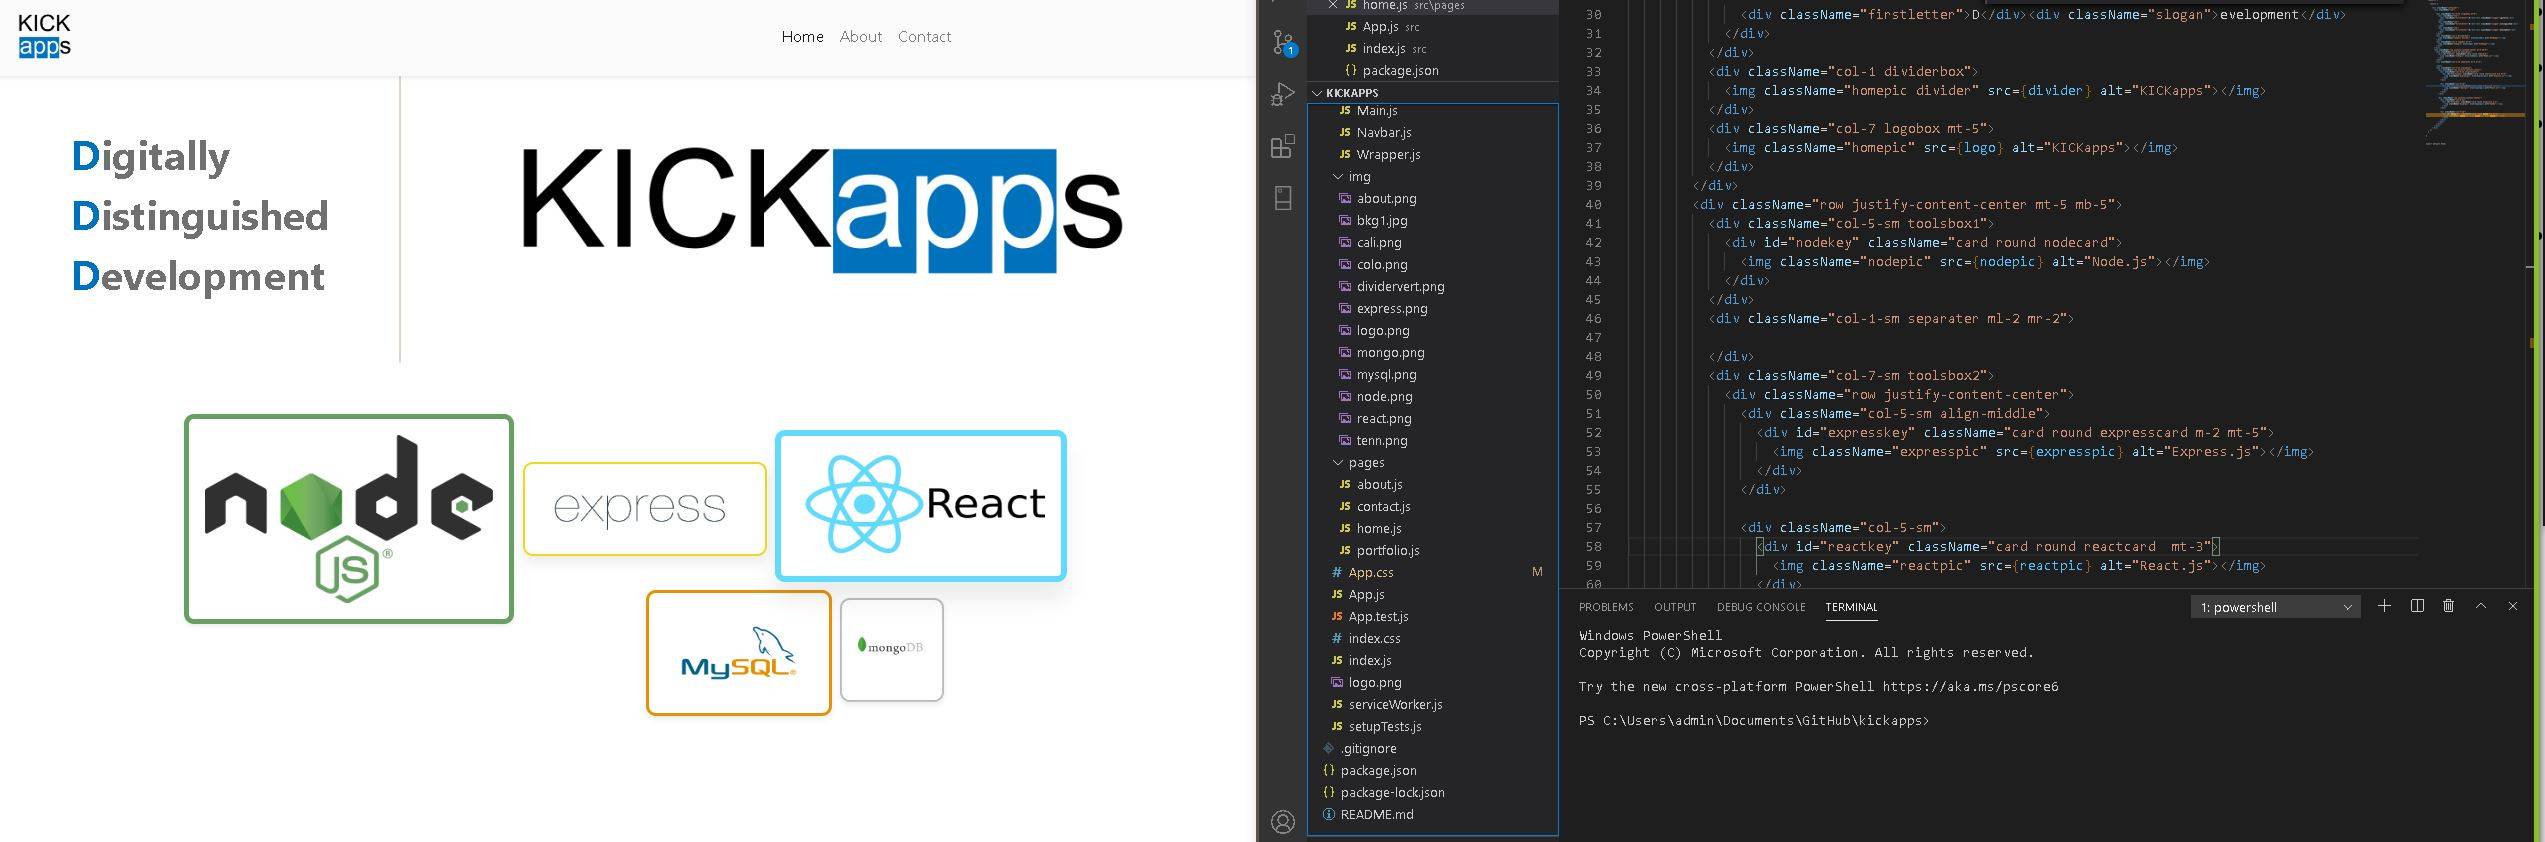 KICK
apps
Home About Contact
Digitally
Distinguished
Development
KICKapps
node
JS®
express
React
MySQL®
mongoDB
1
home.js src\pages
App.js src
index.js src
package.json
KICKAPPS
Main.js
Navbar.js
Wrapper.js
img
about.png
bkg1.jpg
cali.png
colo.png
dividervert.png
express.png
logo.png
mongo.png
mysql.png
node.png
react.png
tenn.png
pages
about.js
contact.js
home.js
portfolio.js
App.css M
App.js
App.test.js
index.css
index.js
logo.png
serviceWorker.js
setupTests.js
.gitignore
package.json
package-lock.json
README.md
30 <div className="firstletter">D</div><div className="slogan">evelopment</div>
31 </div>
32 </div>
33 <div className="col-1 dividerbox">
34 <img className="homepic divider" src={divider} alt="KICKapps"></img>
35 </div>
36 <div className="col-7 logobox mt-5">
37 <img className="homepic" src={logo} alt="KICKapps"></img>
38 </div>
39 </div>
40 <div className="row justify-content-center mt-5 mb-5">
41 <div className="col-5-sm toolsbox1">
42 <div id="nodekey" className="card round nodecard">
43 <img className="nodepic" src={nodepic} alt="Node.js"></img>
44 </div>
45 </div>
46 <div className="col-1-sm separater ml-2 mr-2">
47
48 </div>
49 <div className="col-7-sm toolsbox2">
50 <div className="row justify-content-center">
51 <div className="col-5-sm align-middle">
52 <div id="expresskey" className="card round expresscard m-2 mt-5">
53 <img className="expresspic" src={expresspic} alt="Express.js"></img>
54 </div>
55 </div>
56
57 <div className="col-5-sm">
58 <div id="reactkey" className="card round reactcard  mt-3">
59 <img className="reactpic" src={reactpic} alt="React.js"></img>
60 </div>
PROBLEMS OUTPUT DEBUG CONSOLE TERMINAL 1: powershell
Windows PowerShell
Copyright (C) Microsoft Corporation. All rights reserved.
Try the new cross-platform PowerShell https://aka.ms/pscore6
PS C:\Users\admin\Documents\GitHub\kickapps>